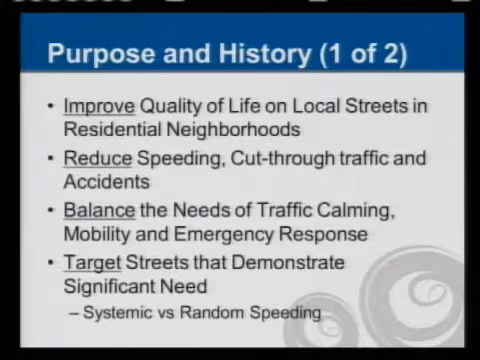 Purpose and History (1 of 2)
• Improve Quality of Life on Local Streets in
Residential Neighborhoods
• Reduce Speeding, Cut-through traffic and
Accidents
• Balance the Needs of Traffic Calming,
Mobility and Emergency Response
• Target Streets that Demonstrate
Significant Need
– Systemic vs Random Speeding